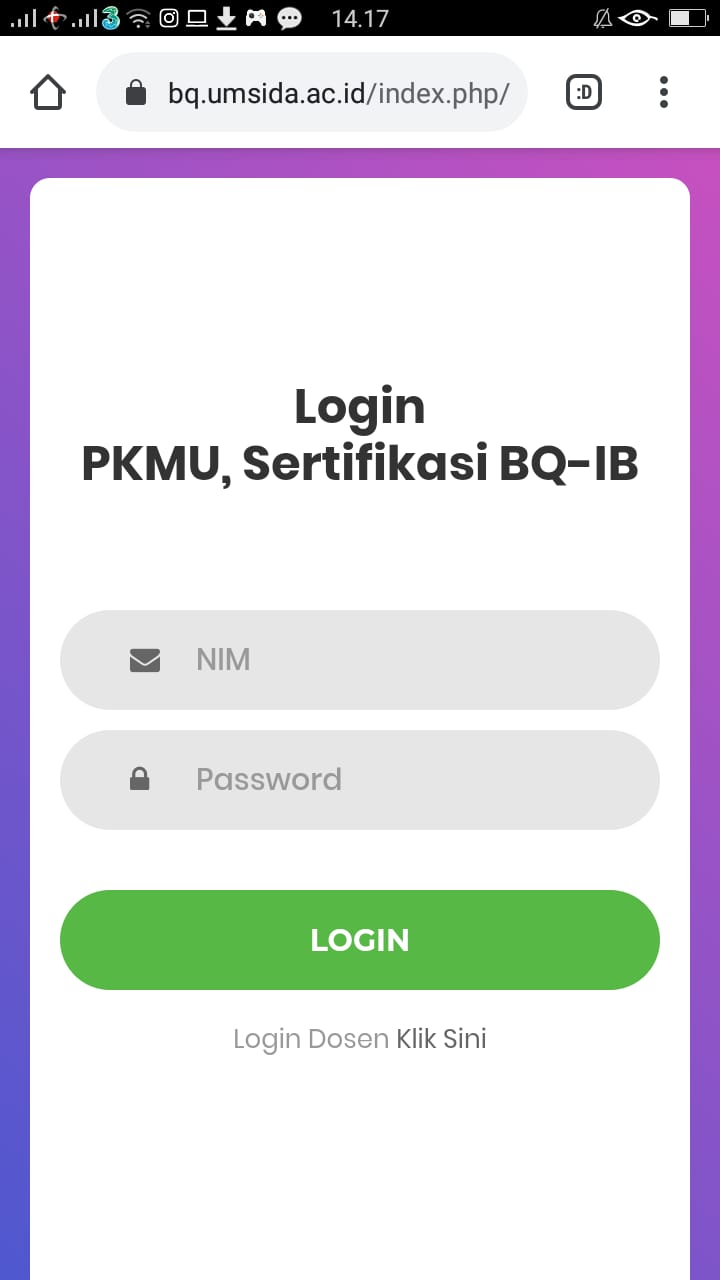 14.17
bq.umsida.ac.id/index.php/
:D
Login
PKMU, Sertifikasi BQ-IB
NIM
Password
LOGIN
Login Dosen Klik Sini